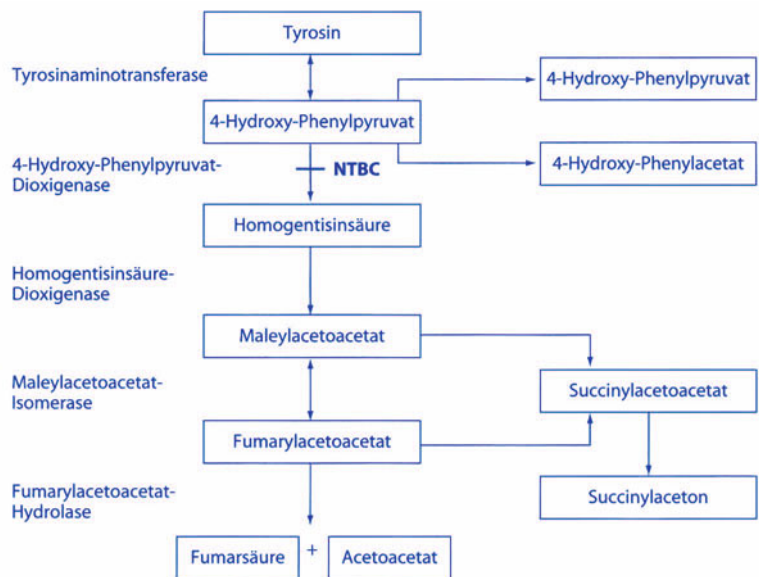 Tyrosin
Tyrosinaminotransferase
4-Hydroxy-Phenylpyruvat
4-Hydroxy-Phenylpyruvat
4-Hydroxy-Phenylpyruvat-
Dioxigenase
NTBC
4-Hydroxy-Phenylacetat
Homogentisinsäure
Homogentisinsäure-
Dioxigenase
Maleylacetoacetat
Maleylacetoacetat-
Isomerase
Succinylacetoacetat
Fumarylacetoacetat
Fumarylacetoacetat-
Hydrolase
Succinylaceton
Fumarsäure + Acetoacetat